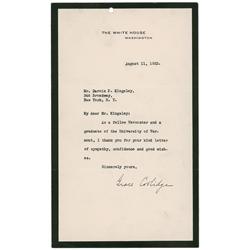 THE WHITE HOUSE
WASHINGTON
August 11, 1923.
Mr. Darwin P. Kingsley,
346 Broadway,
New York, N. Y.
My dear Mr. Kingsley:
As a fellow Vermonter and a
graduate of the University of Ver-
mont, I thank you for your kind letter
of sympathy, confidence and good wish-
es.
Sincerely yours,
Grace Coolidge